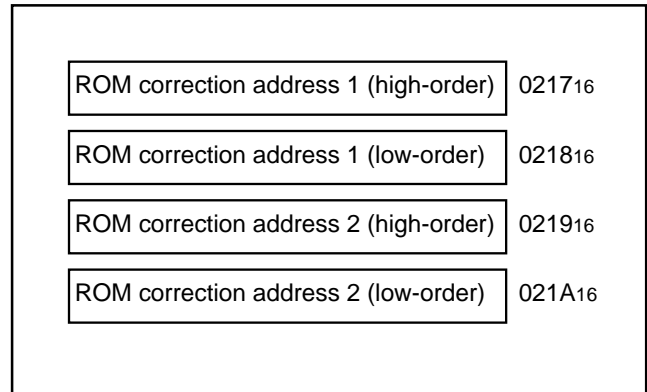 ROM correction address 1 (high-order) 021716
ROM correction address 1 (low-order) 021816
ROM correction address 2 (high-order) 021916
ROM correction address 2 (low-order) 021A16